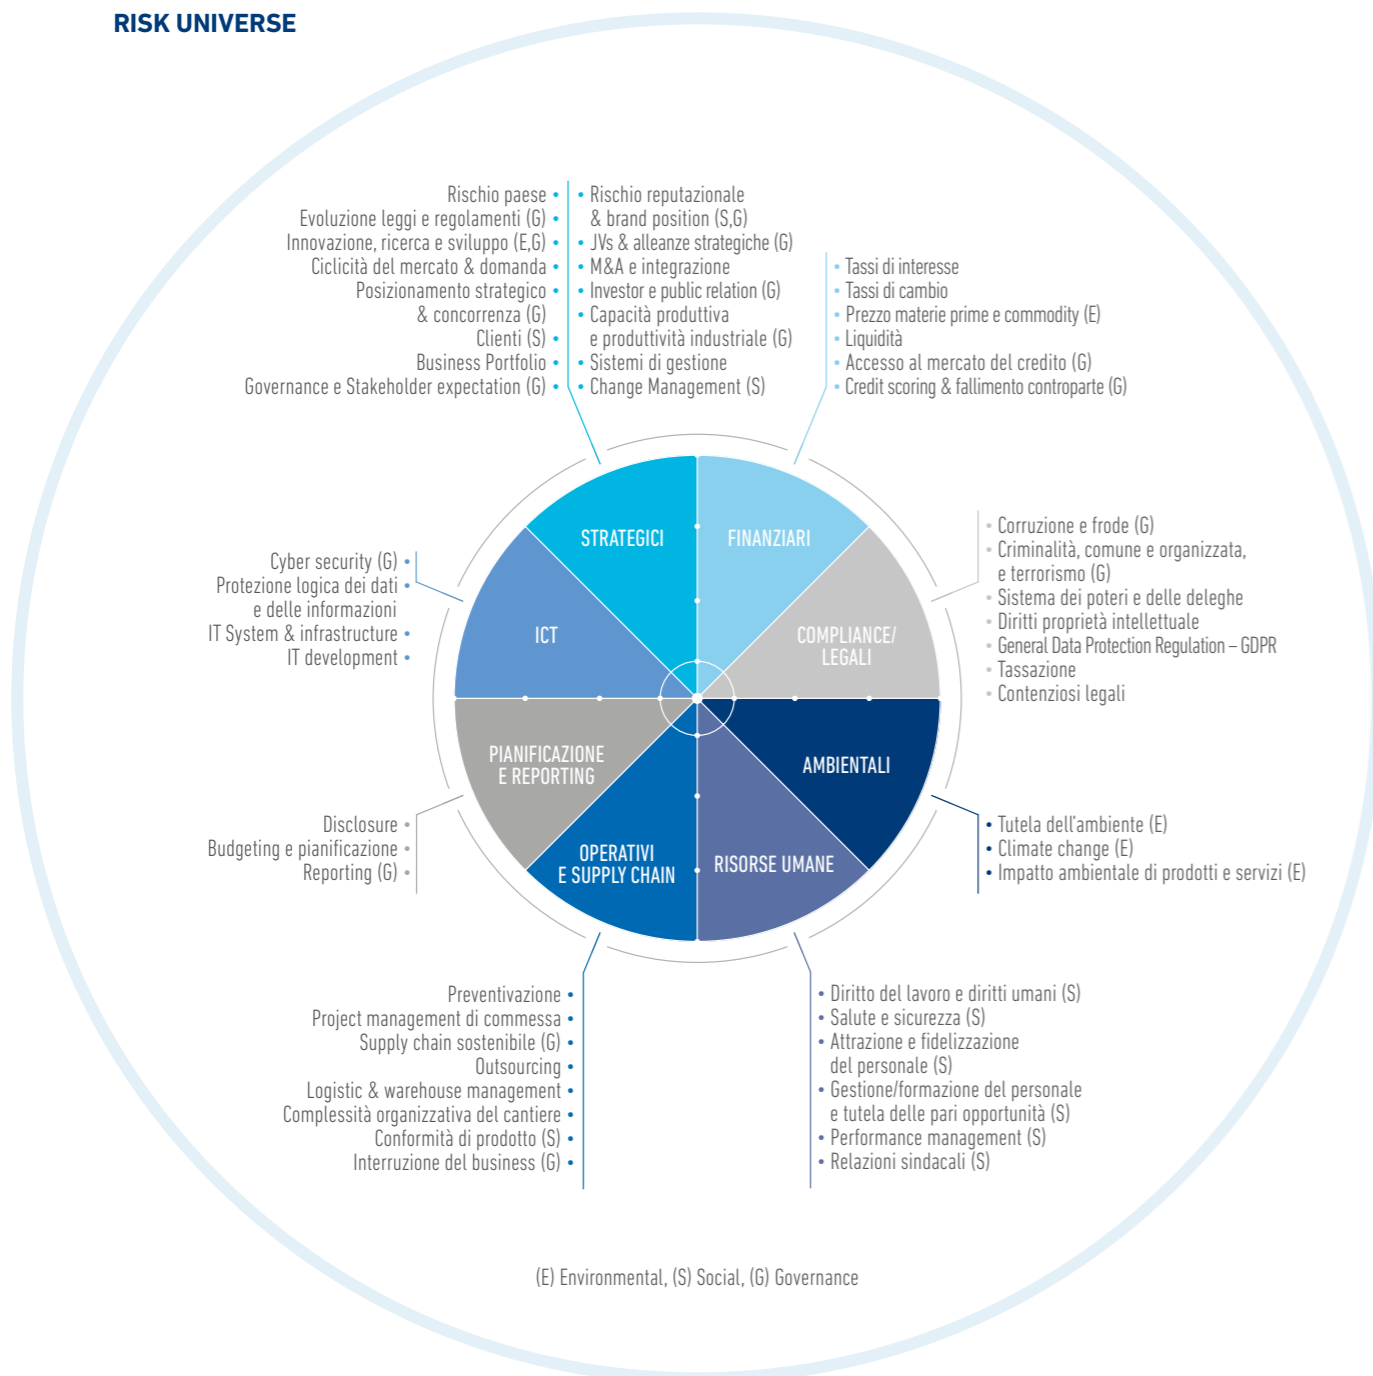 RISK UNIVERSE
Rischio paese •
Evoluzione leggi e regolamenti (G) •
Innovazione, ricerca e sviluppo (E,G) •
Ciclicità del mercato & domanda •
Posizionamento strategico •
& concorrenza (G)
Clienti (S) •
Business Portfolio •
Governance e Stakeholder expectation (G) •
• Rischio reputazionale
& brand position (S,G)
• JVs & alleanze strategiche (G)
• M&A e integrazione
• Investor e public relation (G)
• Capacità produttiva
e produttività industriale (G)
• Sistemi di gestione
• Change Management (S)
• Tassi di interesse
• Tassi di cambio
• Prezzo materie prime e commodity (E)
• Liquidità
• Accesso al mercato del credito (G)
• Credit scoring & fallimento controparte (G)
STRATEGICI
FINANZIARI
Cyber security (G) •
Protezione logica dei dati •
e delle informazioni
IT System & infrastructure •
IT development •
ICT
COMPLIANCE/
LEGALI
• Corruzione e frode (G)
• Criminalità, comune e organizzata,
e terrorismo (G)
• Sistema dei poteri e delle deleghe
• Diritti proprietà intellettuale
• General Data Protection Regulation – GDPR
• Tassazione
• Contenziosi legali
PIANIFICAZIONE
E REPORTING
AMBIENTALI
Disclosure •
Budgeting e pianificazione •
Reporting (G) •
OPERATIVI
E SUPPLY CHAIN
RISORSE UMANE
• Tutela dell'ambiente (E)
• Climate change (E)
• Impatto ambientale di prodotti e servizi (E)
Preventivazione •
Project management di commessa •
Supply chain sostenibile (G) •
Outsourcing •
Logistic & warehouse management •
Complessità organizzativa del cantiere •
Conformità di prodotto (S) •
Interruzione del business (G) •
• Diritto del lavoro e diritti umani (S)
• Salute e sicurezza (S)
• Attrazione e fidelizzazione
del personale (S)
• Gestione/formazione del personale
e tutela delle pari opportunità (S)
• Performance management (S)
• Relazioni sindacali (S)
(E) Environmental, (S) Social, (G) Governance